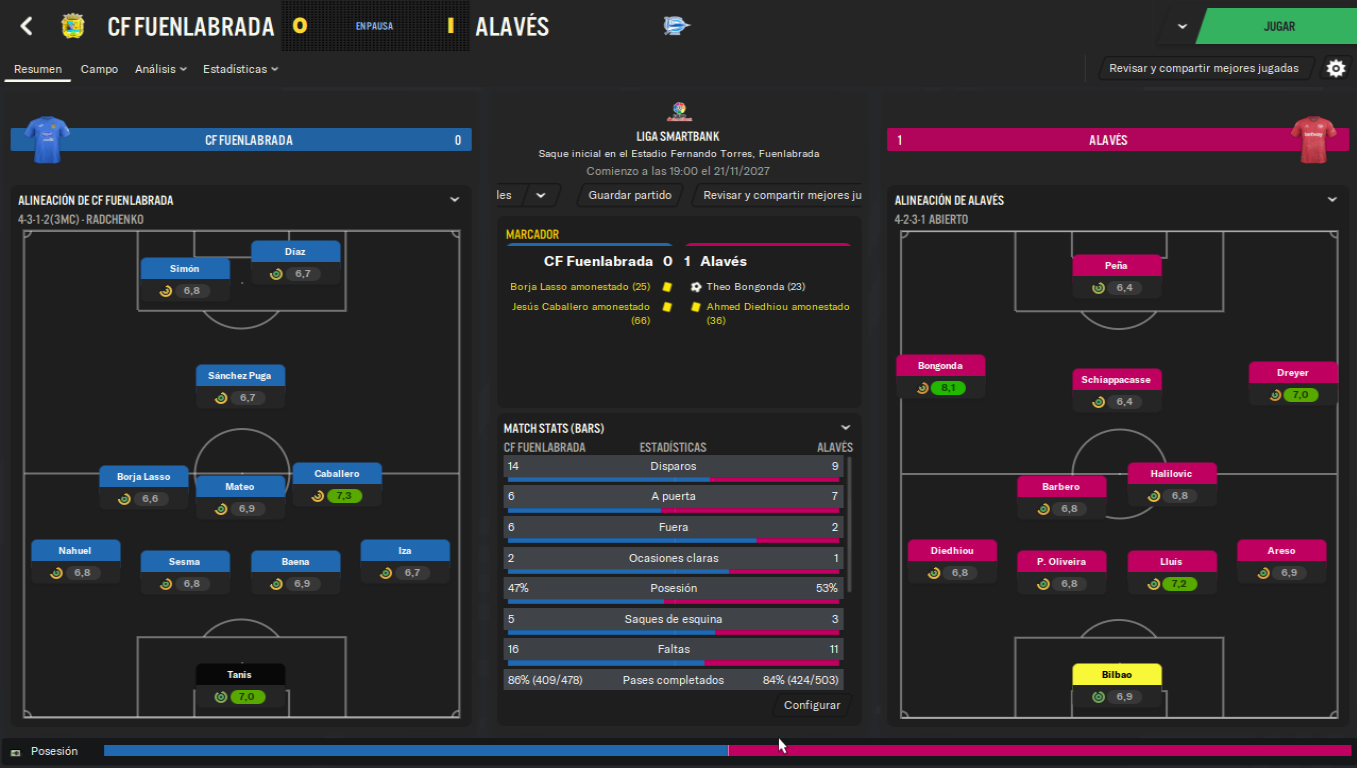 CF FUENLABRADA 0 EN PAUSA 1 ALAVÉS JUGAR
Resumen Campo Análisis Estadísticas Revisar y compartir mejores jugadas
CF FUENLABRADA 0
ALINEACIÓN DE CF FUENLABRADA
4-3-1-2(3MC) - RADCHENKO
Díaz
6,7
Simón
6,8
Sánchez Puga
6,7
Caballero
7,3
Borja Lasso
6,6
Mateo
6,9
Nahuel
6,8
Iza
6,7
Sesma
6,8
Baena
6,9
Tanis
7,0
LIGA SMARTBANK
Saque inicial en el Estadio Fernando Torres, Fuenlabrada
Comienzo a las 19:00 el 21/11/2027
les Guardar partido Revisar y compartir mejores ju
MARCADOR
CF Fuenlabrada 0 1 Alavés
Borja Lasso amonestado (25) Theo Bongonda (23)
Jesús Caballero amonestado
(66)
Ahmed Diedhiou amonestado
(36)
MATCH STATS (BARS)
CF FUENLABRADA ESTADÍSTICAS ALAVÉS
14 Disparos 9
6 A puerta 7
6 Fuera 2
2 Ocasiones claras 1
47% Posesión 53%
5 Saques de esquina 3
16 Faltas 11
86% (409/478) Pases completados 84% (424/503)
Configurar
1 ALAVÉS
betway
ALINEACIÓN DE ALAVÉS
4-2-3-1 ABIERTO
Peña
6,4
Bongonda
8,1
Schiappacasse
6,4
Dreyer
7,0
Barbero
6,8
Halilovic
6,8
Diedhiou
6,8
P. Oliveira
6,8
Lluís
7,2
Areso
6,9
Bilbao
6,9
Posesión